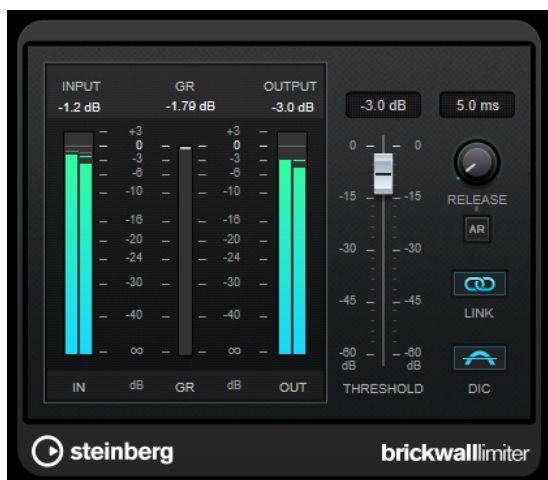 INPUT GR OUTPUT
-1.2 dB -1.79 dB -3.0 dB -3.0 dB 5.0 ms
+3 +3
0 0 0 0
-3 -3
-6 -6
-10 -10
-15 -15 RELEASE
-16 -16
AR
-20 -20
-24 -24 -30 -30
-30 -30
-45 -45 LINK
-40 -40
∞ ∞ -60 -60
dB dB
IN dB GR dB OUT THRESHOLD DIC
steinberg brickwalllimiter